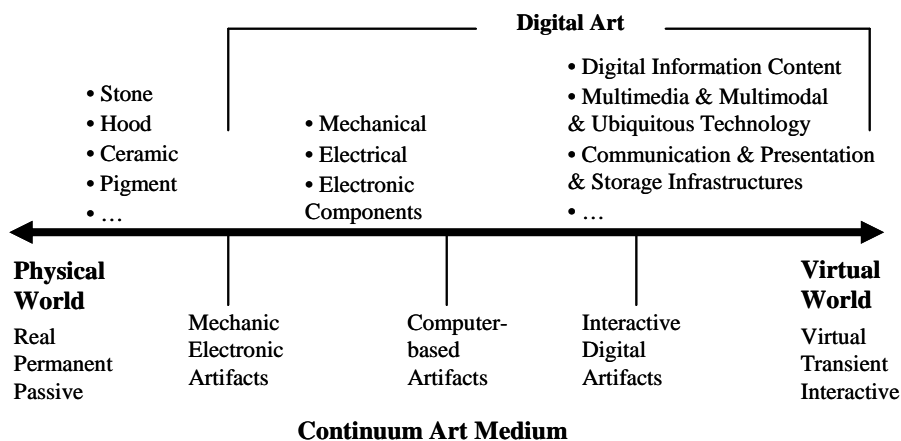 Digital Art
• Stone
• Hood
• Ceramic
• Pigment
• …
• Mechanical
• Electrical
• Electronic
Components
• Digital Information Content
• Multimedia & Multimodal
& Ubiquitous Technology
• Communication & Presentation
& Storage Infrastructures
• …
Physical
World
Real
Permanent
Passive
Mechanic
Electronic
Artifacts
Computer-
based
Artifacts
Interactive
Digital
Artifacts
Virtual
World
Virtual
Transient
Interactive
Continuum Art Medium